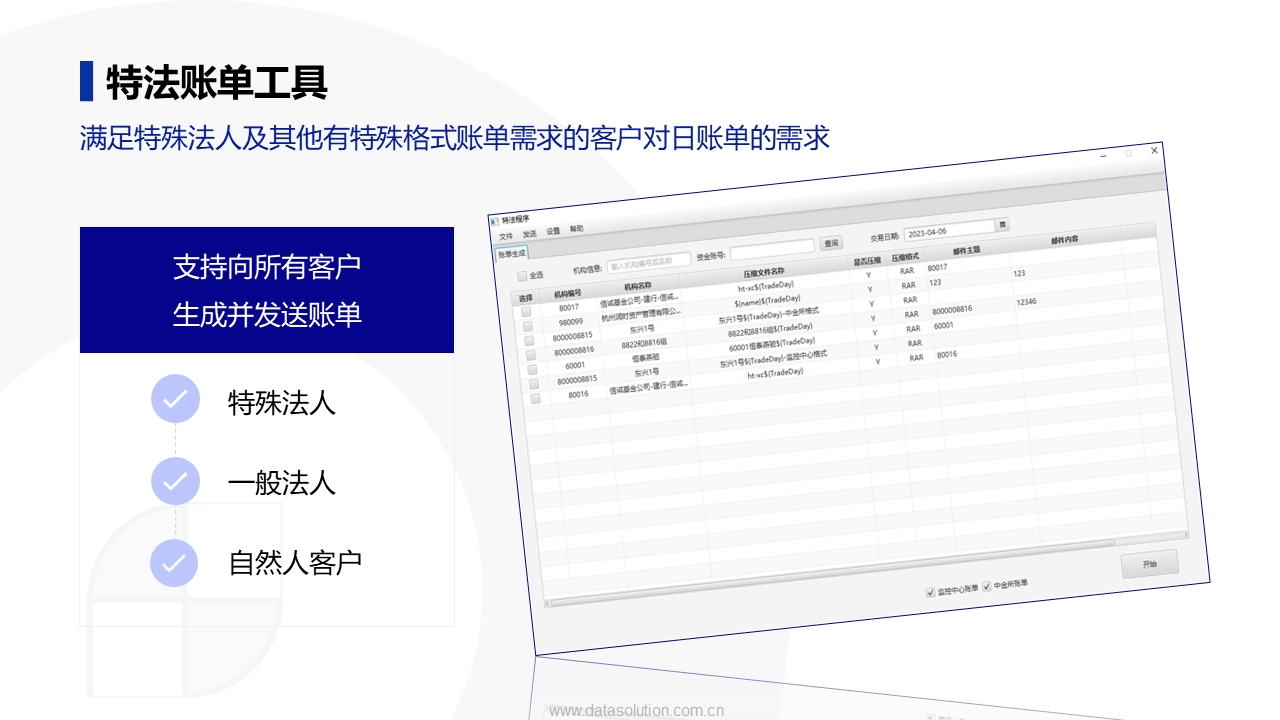 特法账单工具
满足特殊法人及其他有特殊格式账单需求的客户对日账单的需求
支持向所有客户
生成并发送账单
特殊法人
一般法人
自然人客户
特法程序
文件 发送 设置 帮助
账单生成
全选 机构信息: 输入机构编号或名称 资金账号: 查询 交易日期: 2023-04-06
选择 机构编号 机构名称 压缩文件名称 是否压缩 压缩格式 邮件主题 邮件内容
80017 信诚基金公司-建行-信诚... ht-xc${TradeDay} Y RAR 80017
980099 杭州润时资产管理有限公... ${name}${TradeDay} Y RAR 123 123
8000008815 东兴1号 东兴1号${TradeDay}-中金所格式 Y RAR
8000008816 8822和8816组 8822和8816组${TradeDay} Y RAR 8000008816 12346
60001 恒泰燕驰 60001恒泰燕驰${TradeDay} Y RAR 60001
8000008815 东兴1号 东兴1号${TradeDay}-监控中心格式 Y RAR
80016 信诚基金公司-建行-信诚... ht-xc${TradeDay} Y RAR 80016
监控中心账单 中金所账单
开始
www.datasolution.com.cn